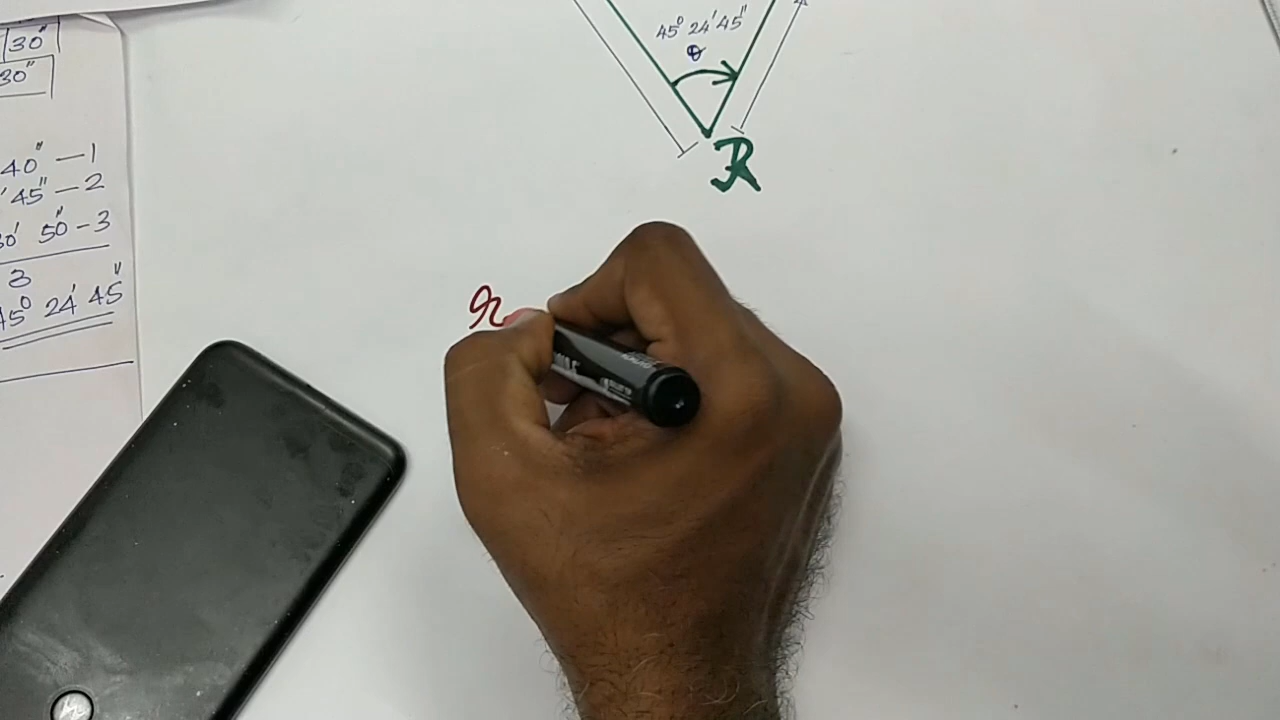 30"
30"
40" — 1
' 45" — 2
30' 50" — 3
3
45° 24' 45"
45° 24' 45"
θ
R